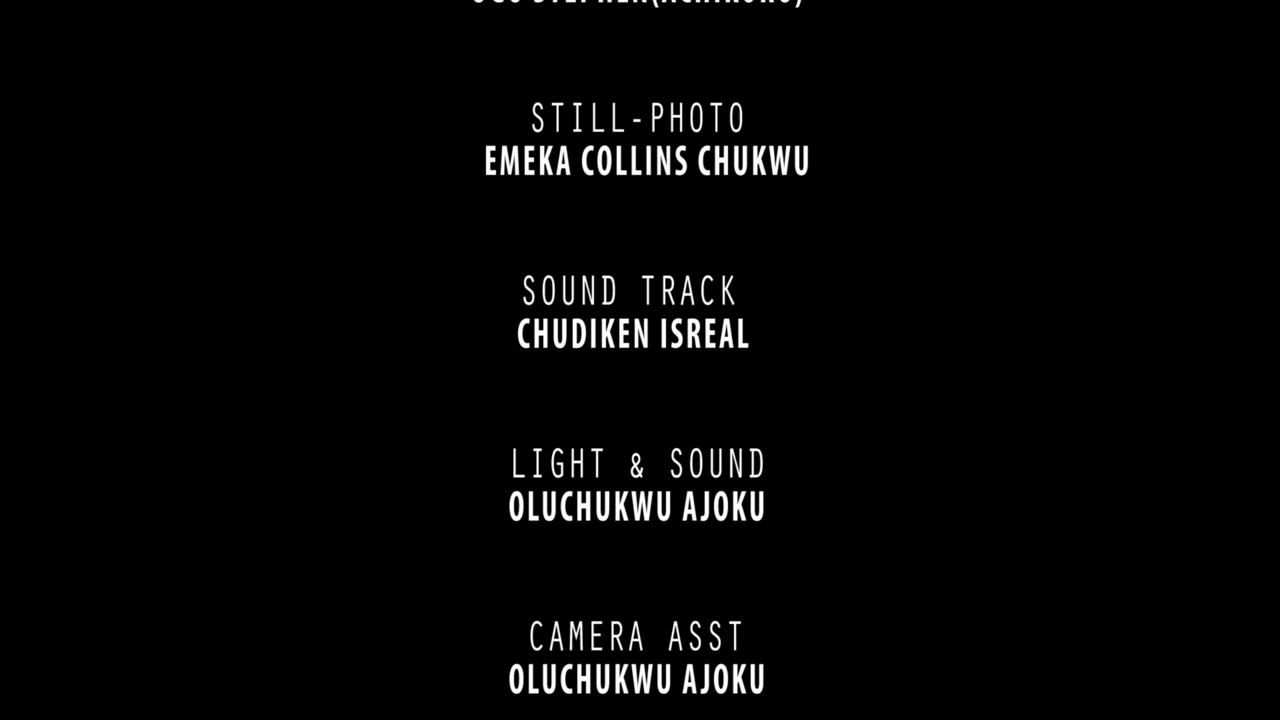 STILL-PHOTO
EMEKA COLLINS CHUKWU
SOUND TRACK
CHUDIKEN ISREAL
LIGHT & SOUND
OLUCHUKWU AJOKU
CAMERA ASST
OLUCHUKWU AJOKU